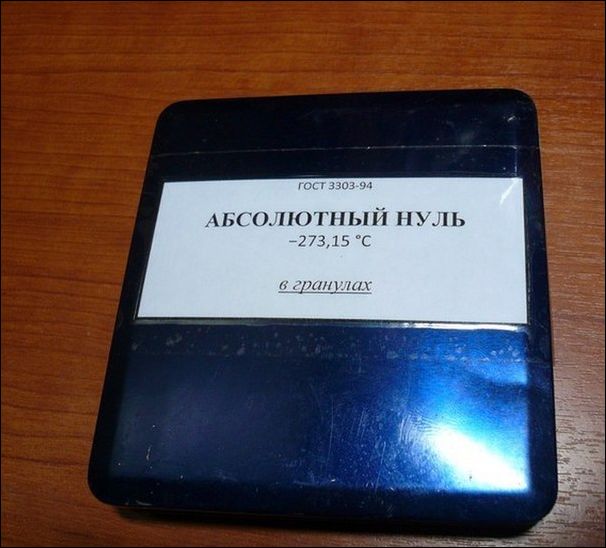 ГОСТ 3303-94
АБСОЛЮТНЫЙ НУЛЬ
–273,15 °C
в гранулах